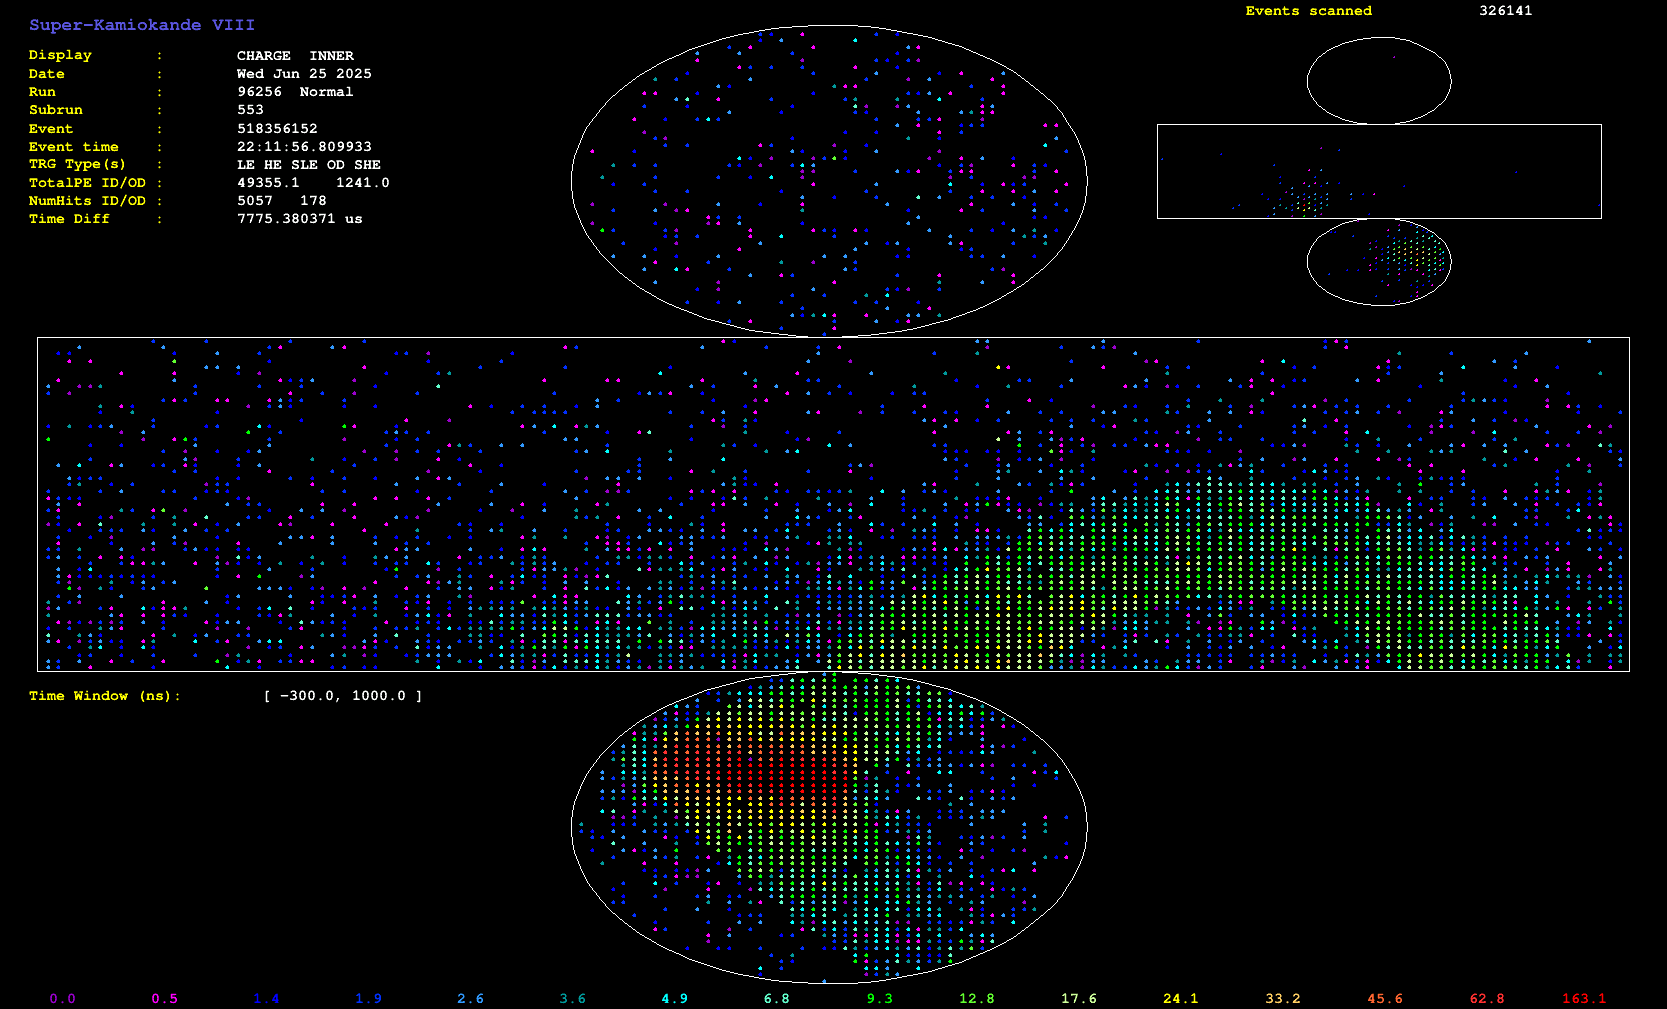 Super-Kamiokande VIII
Events scanned 326141
Display : CHARGE INNER
Date : Wed Jun 25 2025
Run : 96256 Normal
Subrun : 553
Event : 518356152
Event time : 22:11:56.809933
TRG Type(s) : LE HE SLE OD SHE
TotalPE ID/OD : 49355.1 1241.0
NumHits ID/OD : 5057 178
Time Diff : 7775.380371 us
Time Window (ns): [ -300.0, 1000.0 ]
0.0 0.5 1.4 1.9 2.6 3.6 4.9 6.8 9.3 12.8 17.6 24.1 33.2 45.6 62.8 163.1